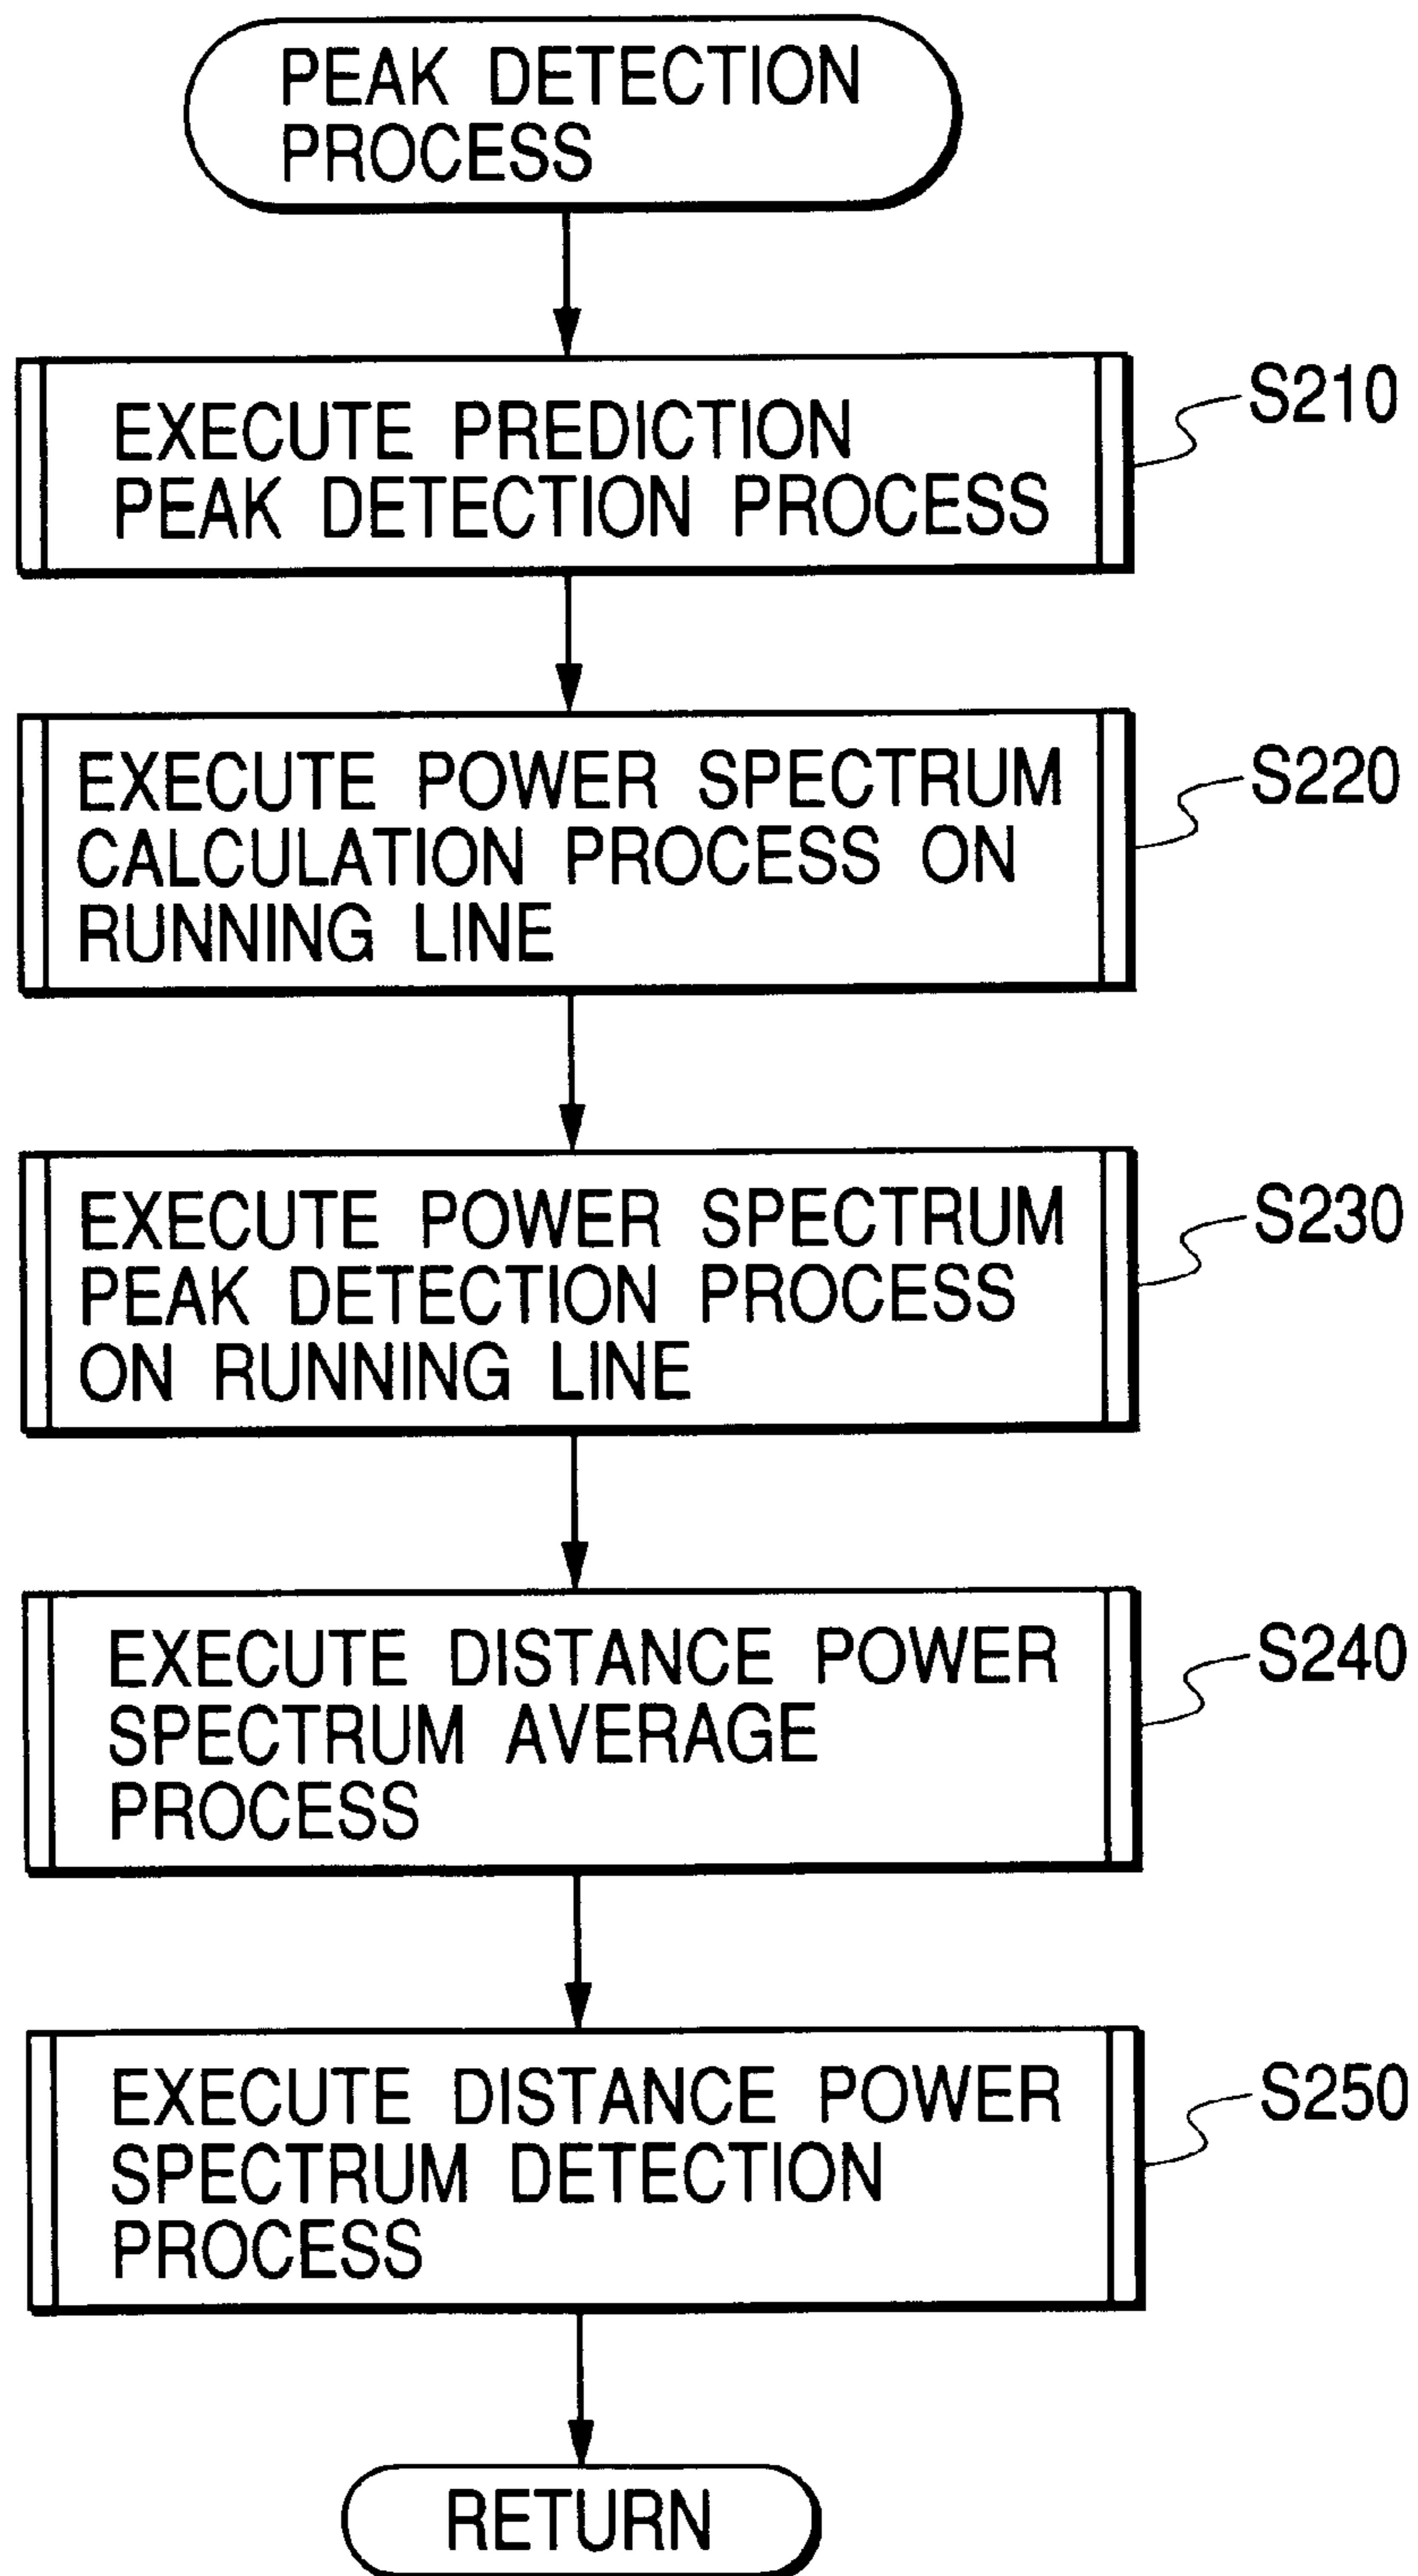 PEAK DETECTION
PROCESS
EXECUTE PREDICTION
PEAK DETECTION PROCESS
S210
EXECUTE POWER SPECTRUM
CALCULATION PROCESS ON
RUNNING LINE
S220
EXECUTE POWER SPECTRUM
PEAK DETECTION PROCESS
ON RUNNING LINE
S230
EXECUTE DISTANCE POWER
SPECTRUM AVERAGE
PROCESS
S240
EXECUTE DISTANCE POWER
SPECTRUM DETECTION
PROCESS
S250
RETURN